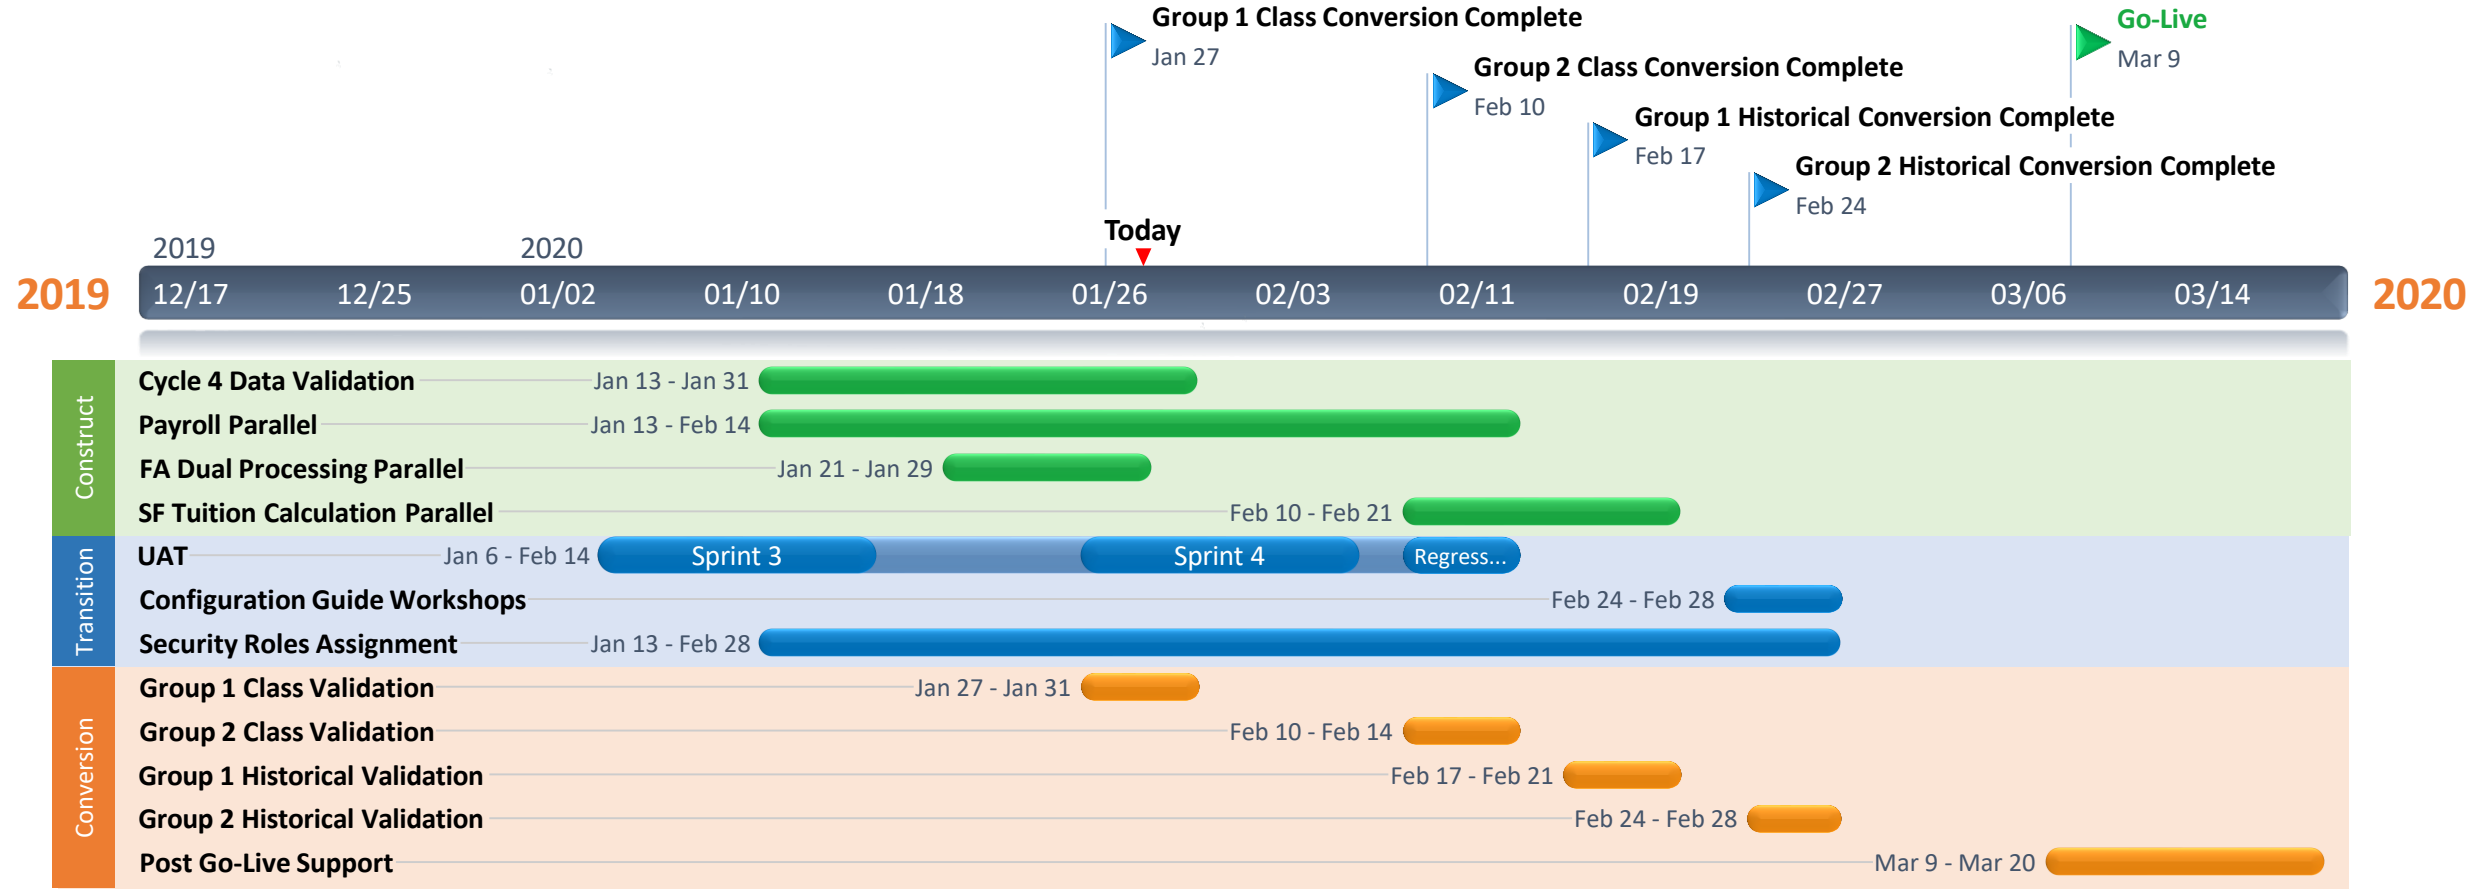 Group 1 Class Conversion Complete
Jan 27
Go-Live
Mar 9
Group 2 Class Conversion Complete
Feb 10
Group 1 Historical Conversion Complete
Feb 17
Group 2 Historical Conversion Complete
Feb 24
Today
2019 2020
2019 12/17 12/25 01/02 01/10 01/18 01/26 02/03 02/11 02/19 02/27 03/06 03/14 2020
Construct
Cycle 4 Data Validation Jan 13 - Jan 31
Payroll Parallel Jan 13 - Feb 14
FA Dual Processing Parallel Jan 21 - Jan 29
SF Tuition Calculation Parallel Feb 10 - Feb 21
Transition
UAT Jan 6 - Feb 14 Sprint 3 Sprint 4 Regress...
Configuration Guide Workshops Feb 24 - Feb 28
Security Roles Assignment Jan 13 - Feb 28
Conversion
Group 1 Class Validation Jan 27 - Jan 31
Group 2 Class Validation Feb 10 - Feb 14
Group 1 Historical Validation Feb 17 - Feb 21
Group 2 Historical Validation Feb 24 - Feb 28
Post Go-Live Support Mar 9 - Mar 20